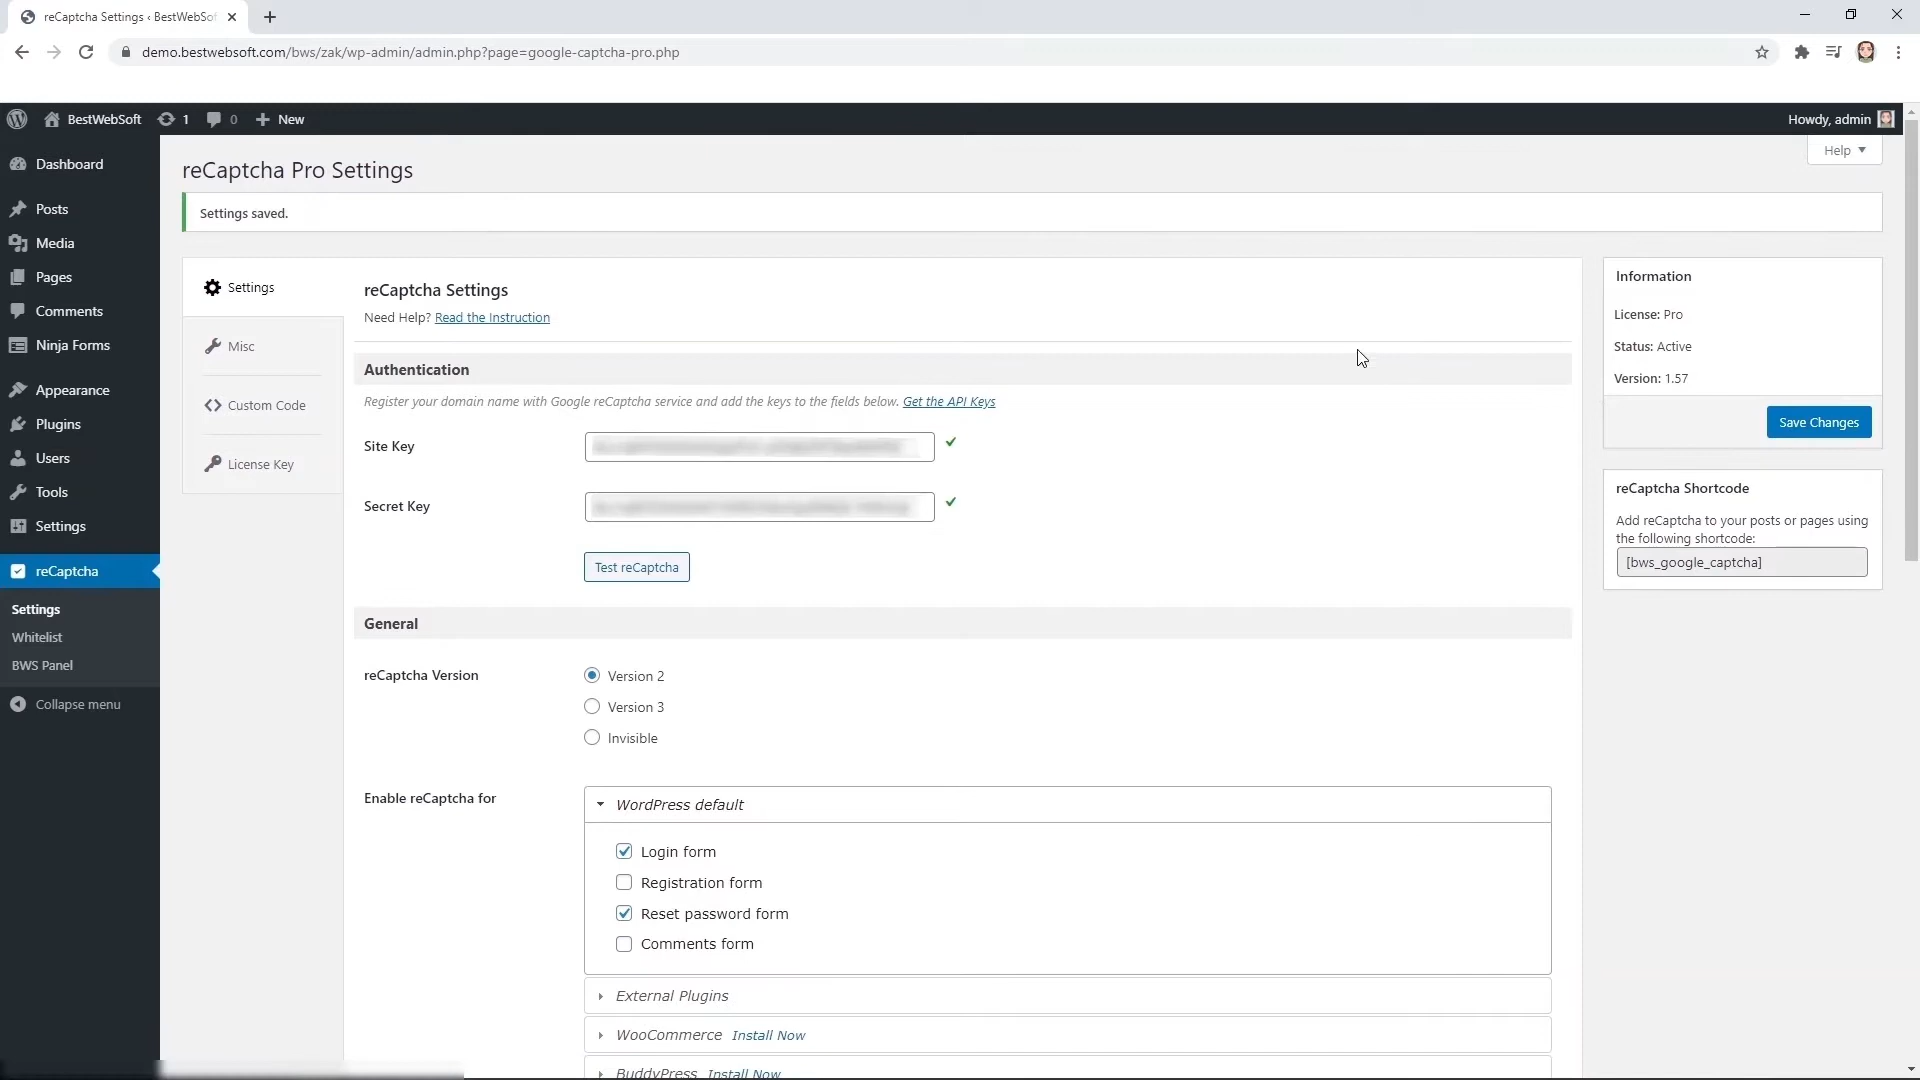 reCaptcha Settings ‹ BestWebSof
demo.bestwebsoft.com/bws/zak/wp-admin/admin.php?page=google-captcha-pro.php
BestWebSoft 1 0 New
Howdy, admin
Help
Dashboard
Posts
Media
Pages
Comments
Ninja Forms
Appearance
Plugins
Users
Tools
Settings
reCaptcha
Settings
Whitelist
BWS Panel
Collapse menu
reCaptcha Pro Settings
Settings saved.
Settings
Misc
Custom Code
License Key
reCaptcha Settings
Need Help? Read the Instruction
Authentication
Register your domain name with Google reCaptcha service and add the keys to the fields below. Get the API Keys
Site Key
Secret Key
Test reCaptcha
General
reCaptcha Version
Version 2
Version 3
Invisible
Enable reCaptcha for
WordPress default
Login form
Registration form
Reset password form
Comments form
External Plugins
WooCommerce Install Now
BuddyPress Install Now
Information
License: Pro
Status: Active
Version: 1.57
Save Changes
reCaptcha Shortcode
Add reCaptcha to your posts or pages using
the following shortcode:
[bws_google_captcha]